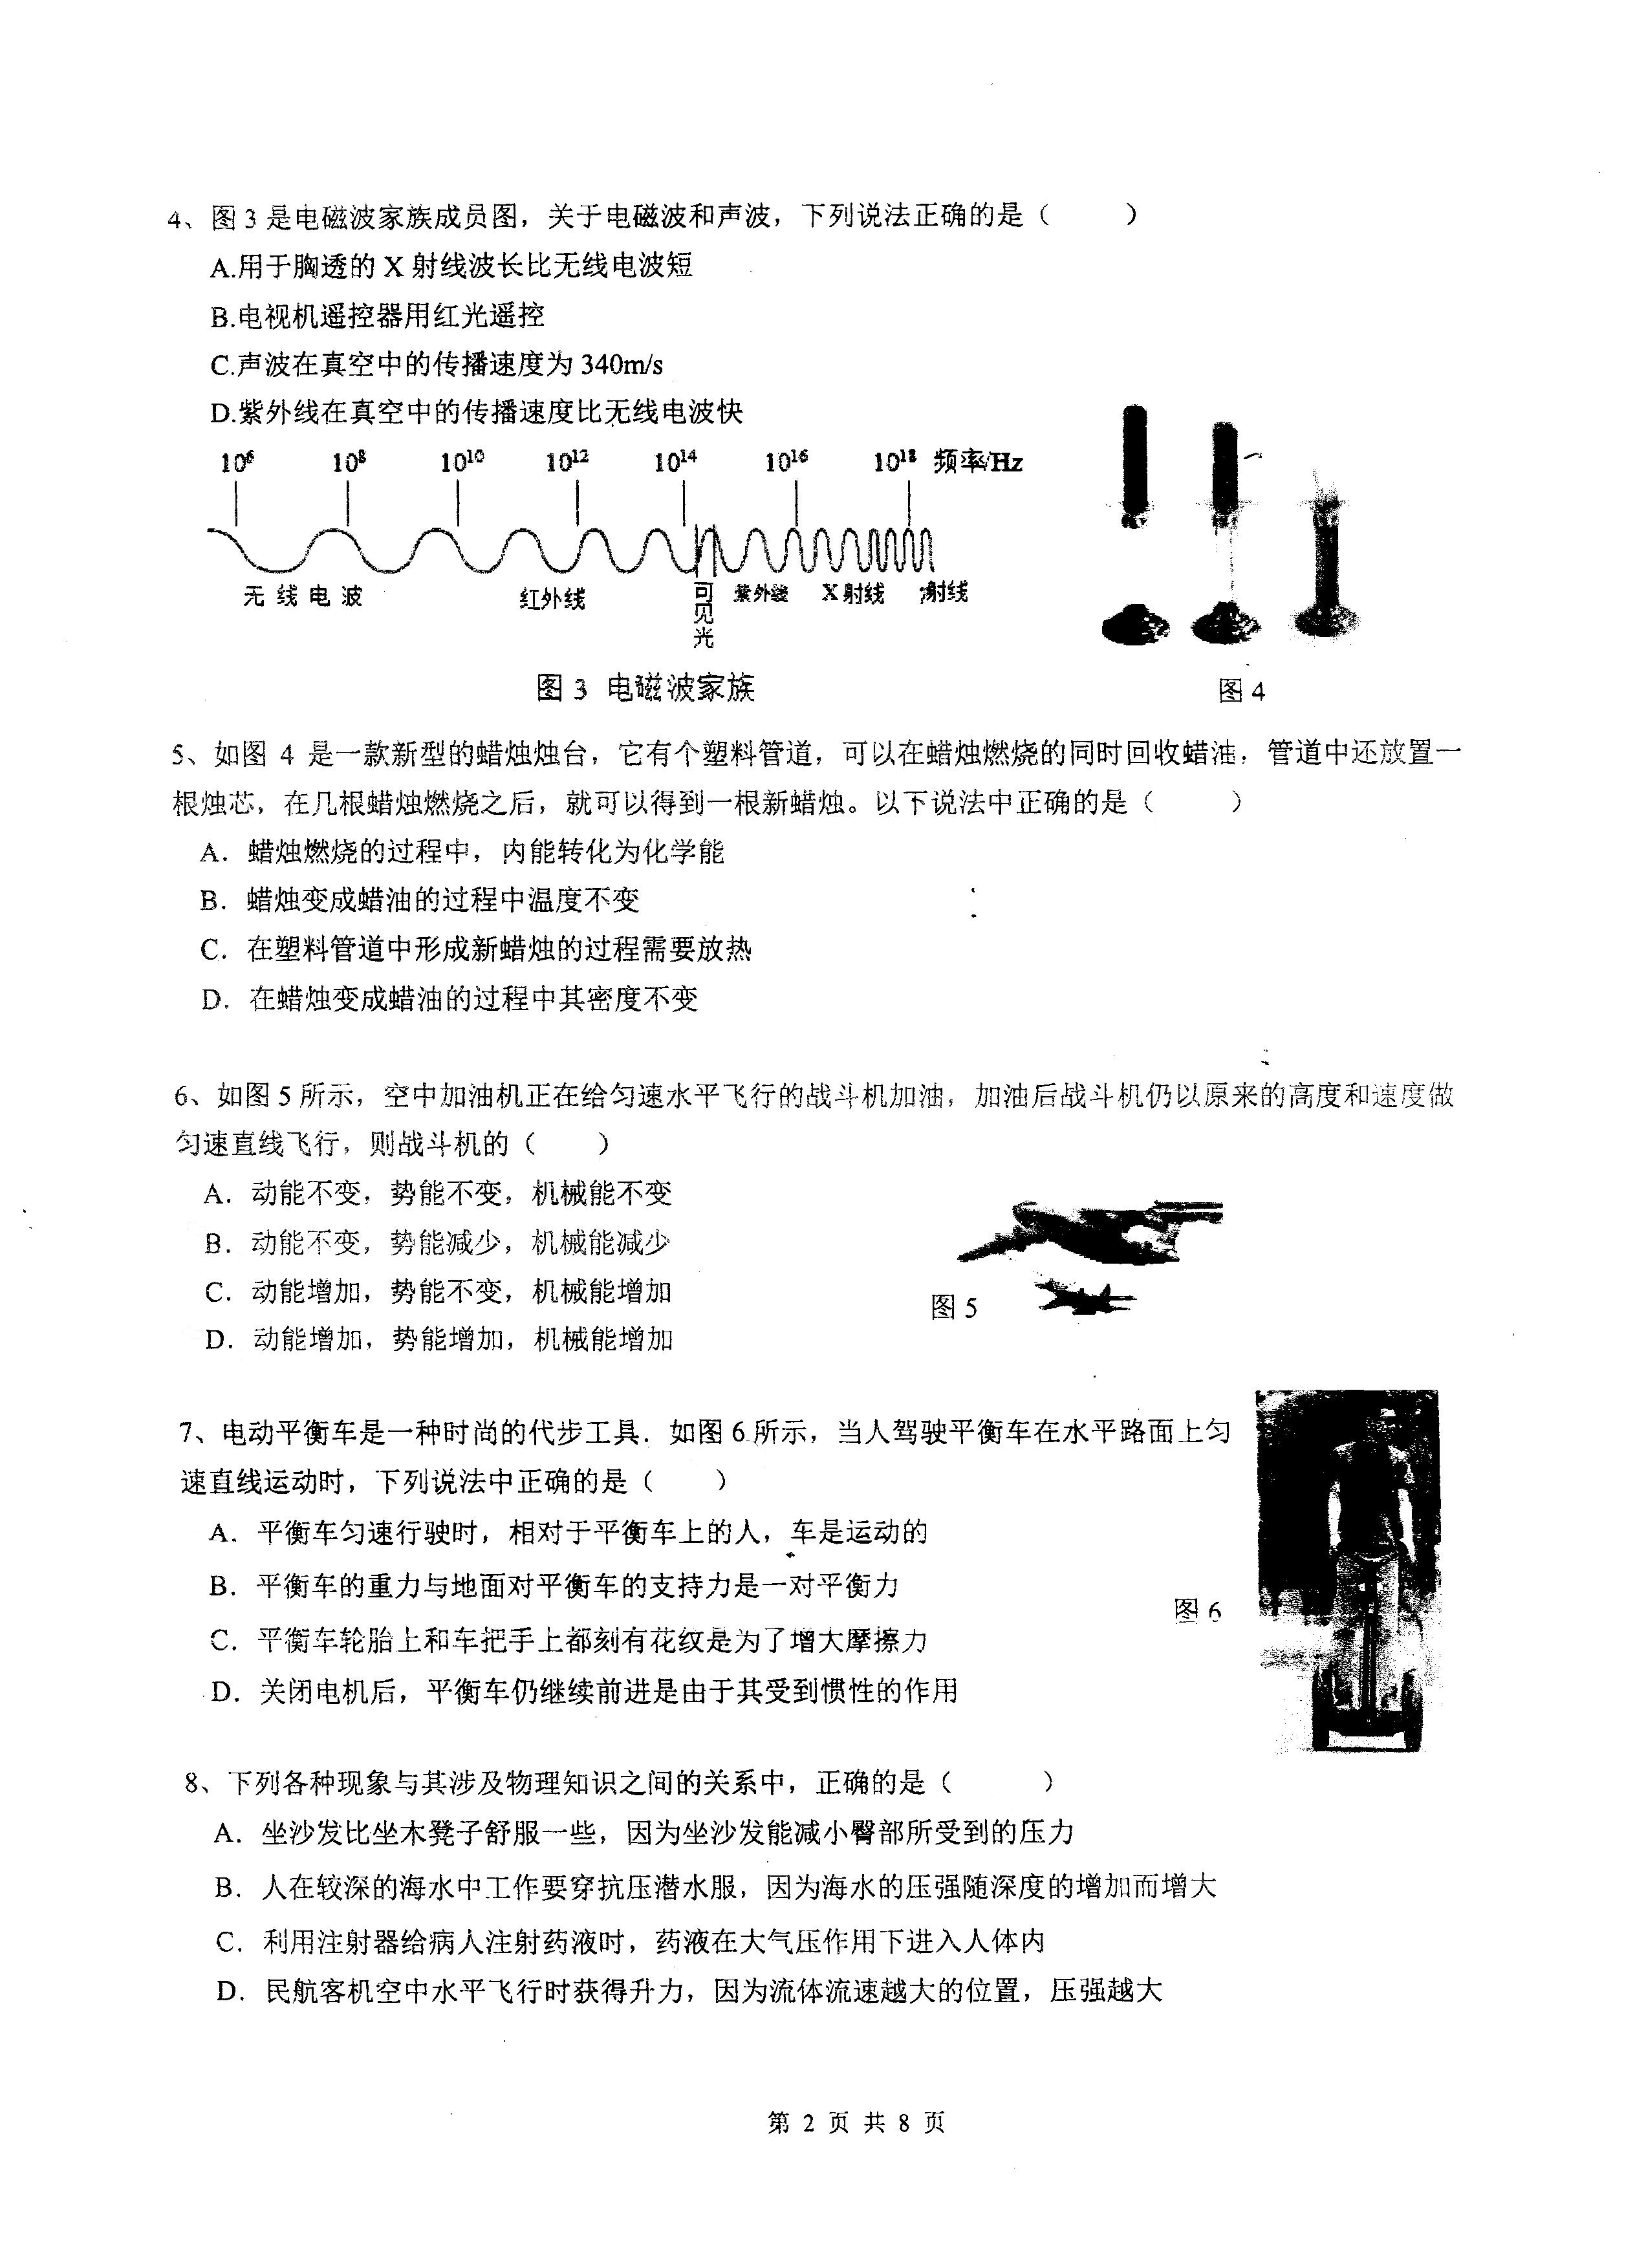 4、图 3 是电磁波家族成员图，关于电磁波和声波，下列说法正确的是（　　）
A.用于胸透的 X 射线波长比无线电波短
B.电视机遥控器用红光遥控
C.声波在真空中的传播速度为 340m/s
D.紫外线在真空中的传播速度比无线电波快
10⁶ 10⁸ 10¹⁰ 10¹² 10¹⁴ 10¹⁶ 10¹⁸ 频率/Hz
无线电波 红外线 可见光 紫外线 X射线 射线
图 3 电磁波家族
图 4
5、如图 4 是一款新型的蜡烛烛台，它有个塑料管道，可以在蜡烛燃烧的同时回收蜡油．管道中还放置一
根烛芯，在几根蜡烛燃烧之后，就可以得到一根新蜡烛。以下说法中正确的是（　　）
A．蜡烛燃烧的过程中，内能转化为化学能
B．蜡烛变成蜡油的过程中温度不变
C．在塑料管道中形成新蜡烛的过程需要放热
D．在蜡烛变成蜡油的过程中其密度不变
6、如图 5 所示，空中加油机正在给匀速水平飞行的战斗机加油，加油后战斗机仍以原来的高度和速度做
匀速直线飞行，则战斗机的（　　）
A．动能不变，势能不变，机械能不变
B．动能不变，势能减少，机械能减少
C．动能增加，势能不变，机械能增加
D．动能增加，势能增加，机械能增加
图 5
7、电动平衡车是一种时尚的代步工具．如图 6 所示，当人驾驶平衡车在水平路面上匀
速直线运动时，下列说法中正确的是（　　）
A．平衡车匀速行驶时，相对于平衡车上的人，车是运动的
B．平衡车的重力与地面对平衡车的支持力是一对平衡力
C．平衡车轮胎上和车把手上都刻有花纹是为了增大摩擦力
D．关闭电机后，平衡车仍继续前进是由于其受到惯性的作用
图 6
8、下列各种现象与其涉及物理知识之间的关系中，正确的是（　　）
A．坐沙发比坐木凳子舒服一些，因为坐沙发能减小臀部所受到的压力
B．人在较深的海水中工作要穿抗压潜水服，因为海水的压强随深度的增加而增大
C．利用注射器给病人注射药液时，药液在大气压作用下进入人体内
D．民航客机空中水平飞行时获得升力，因为流体流速越大的位置，压强越大
第 2 页 共 8 页